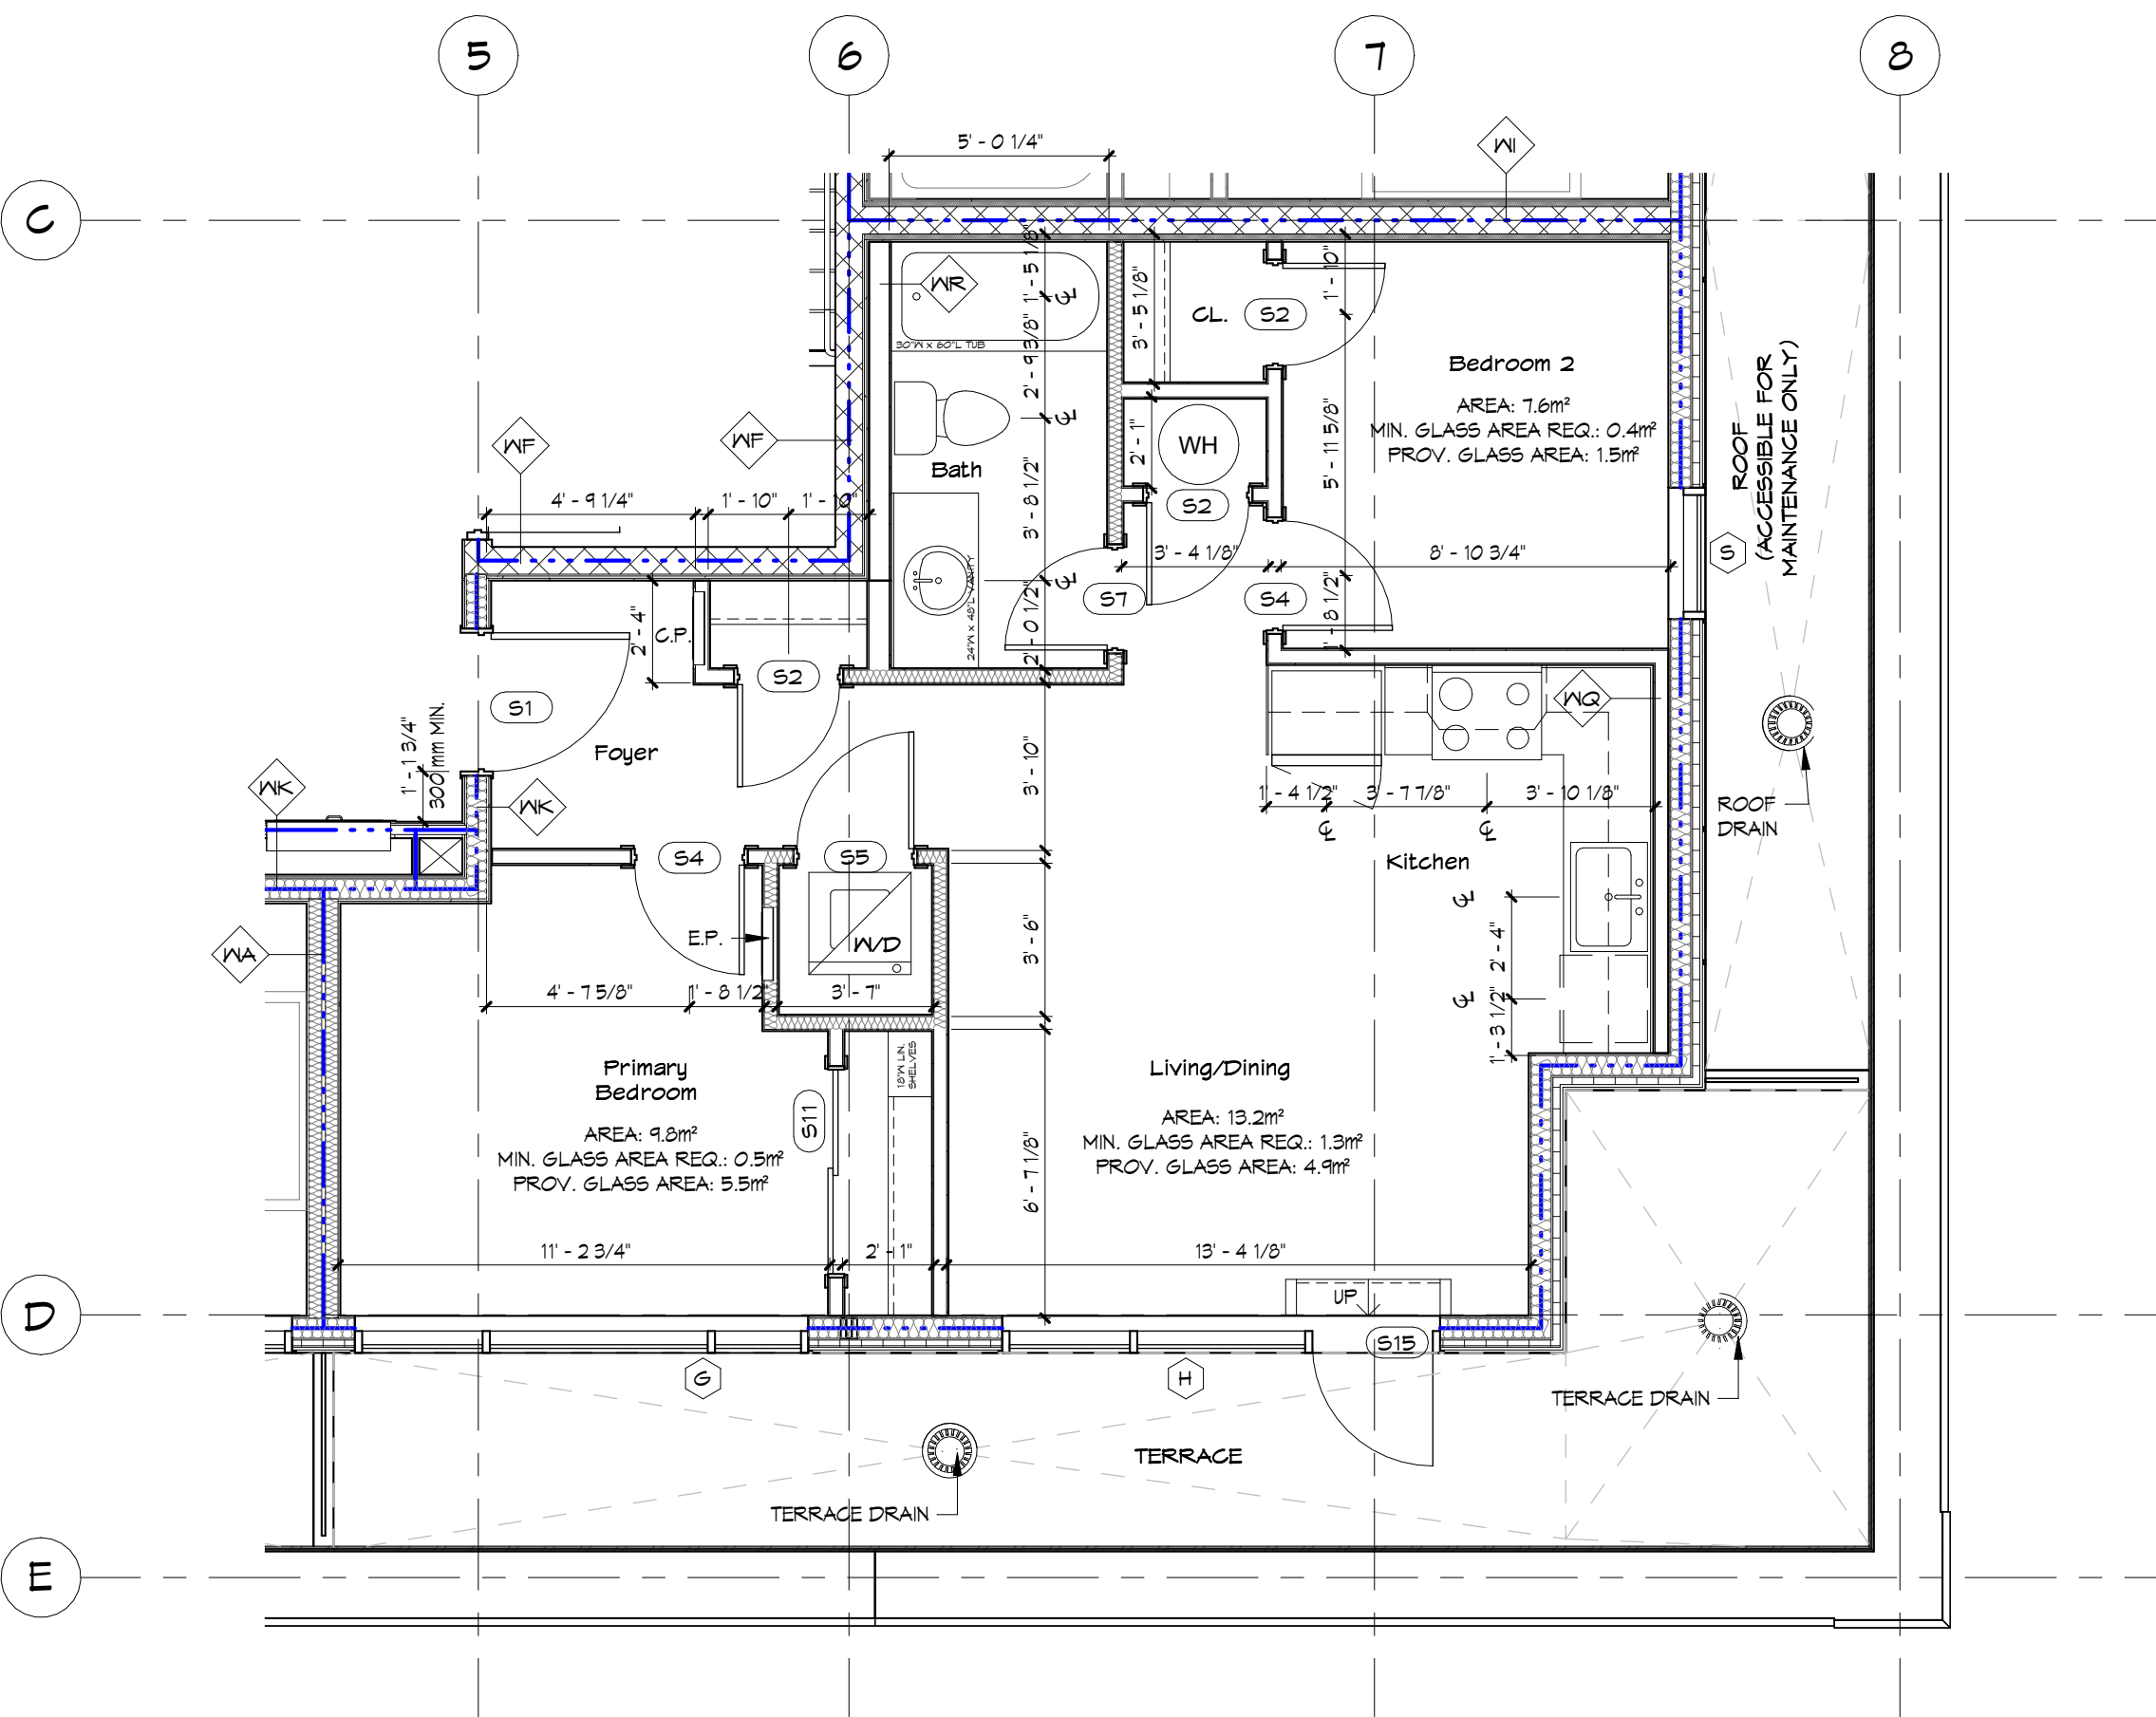 5
6
7
8
C
D
E
5' - 0 1/4"
WI
WR
30"W x 60"L TUB
1' - 5 1/8"
2' - 9 3/8"
3' - 8 1/2"
2' - 0 1/2"
℄
℄
℄
3' - 5 1/8"
CL.
S2
1' - 10"
Bedroom 2
AREA: 7.6m²
MIN. GLASS AREA REQ.: 0.4m²
PROV. GLASS AREA: 1.5m²
ROOF
(ACCESSIBLE FOR
MAINTENANCE ONLY)
WF
WF
4' - 9 1/4"
1' - 10"
1' - 10"
Bath
2' - 1"
WH
S2
5' - 11 5/8"
3' - 4 1/8"
8' - 10 3/4"
S
24"W x 48"L VANITY
S7
S4
1' - 8 1/2"
2' - 4"
C.P.
S2
S1
Foyer
1' - 1 3/4"
300 mm MIN.
WK
WK
3' - 10"
WQ
1' - 4 1/2"
3' - 7 7/8"
3' - 10 1/8"
℄
℄
Kitchen
ROOF
DRAIN
S4
S5
E.P.
W/D
WA
4' - 7 5/8"
1' - 8 1/2"
3' - 7"
3' - 6"
℄
2' - 4"
℄
1' - 3 1/2"
Primary
Bedroom
AREA: 9.8m²
MIN. GLASS AREA REQ.: 0.5m²
PROV. GLASS AREA: 5.5m²
S11
18"W LIN.
SHELVES
6' - 7 1/8"
Living/Dining
AREA: 13.2m²
MIN. GLASS AREA REQ.: 1.3m²
PROV. GLASS AREA: 4.9m²
11' - 2 3/4"
2' - 1"
13' - 4 1/8"
UP
S15
G
H
TERRACE DRAIN
TERRACE
TERRACE DRAIN